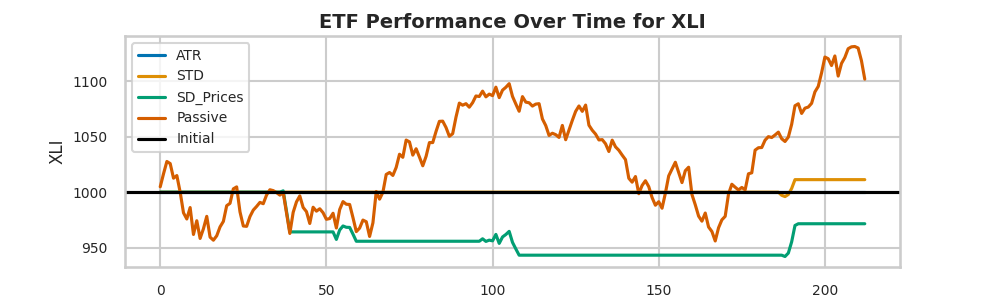 ETF Performance Over Time for XLI
ATR
STD
SD_Prices
Passive
Initial
XLI
1100
1050
1000
950
0 50 100 150 200